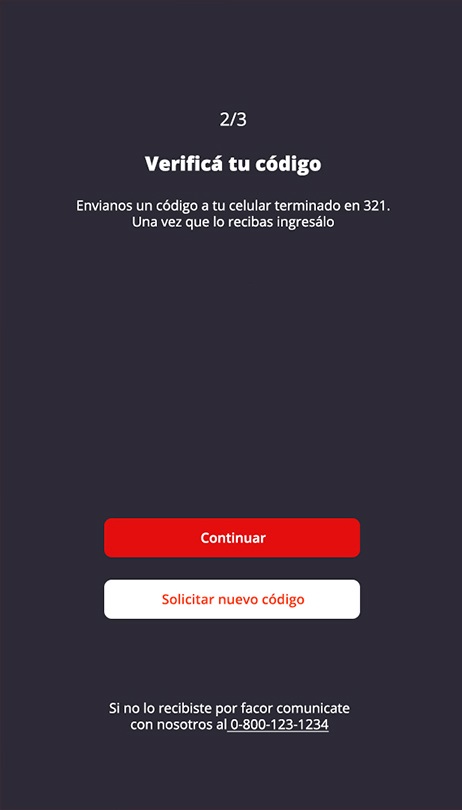 2/3
Verificá tu código
Envianos un código a tu celular terminado en 321.
Una vez que lo recibas ingresálo
Continuar
Solicitar nuevo código
Si no lo recibiste por facor comunicate
con nosotros al 0-800-123-1234